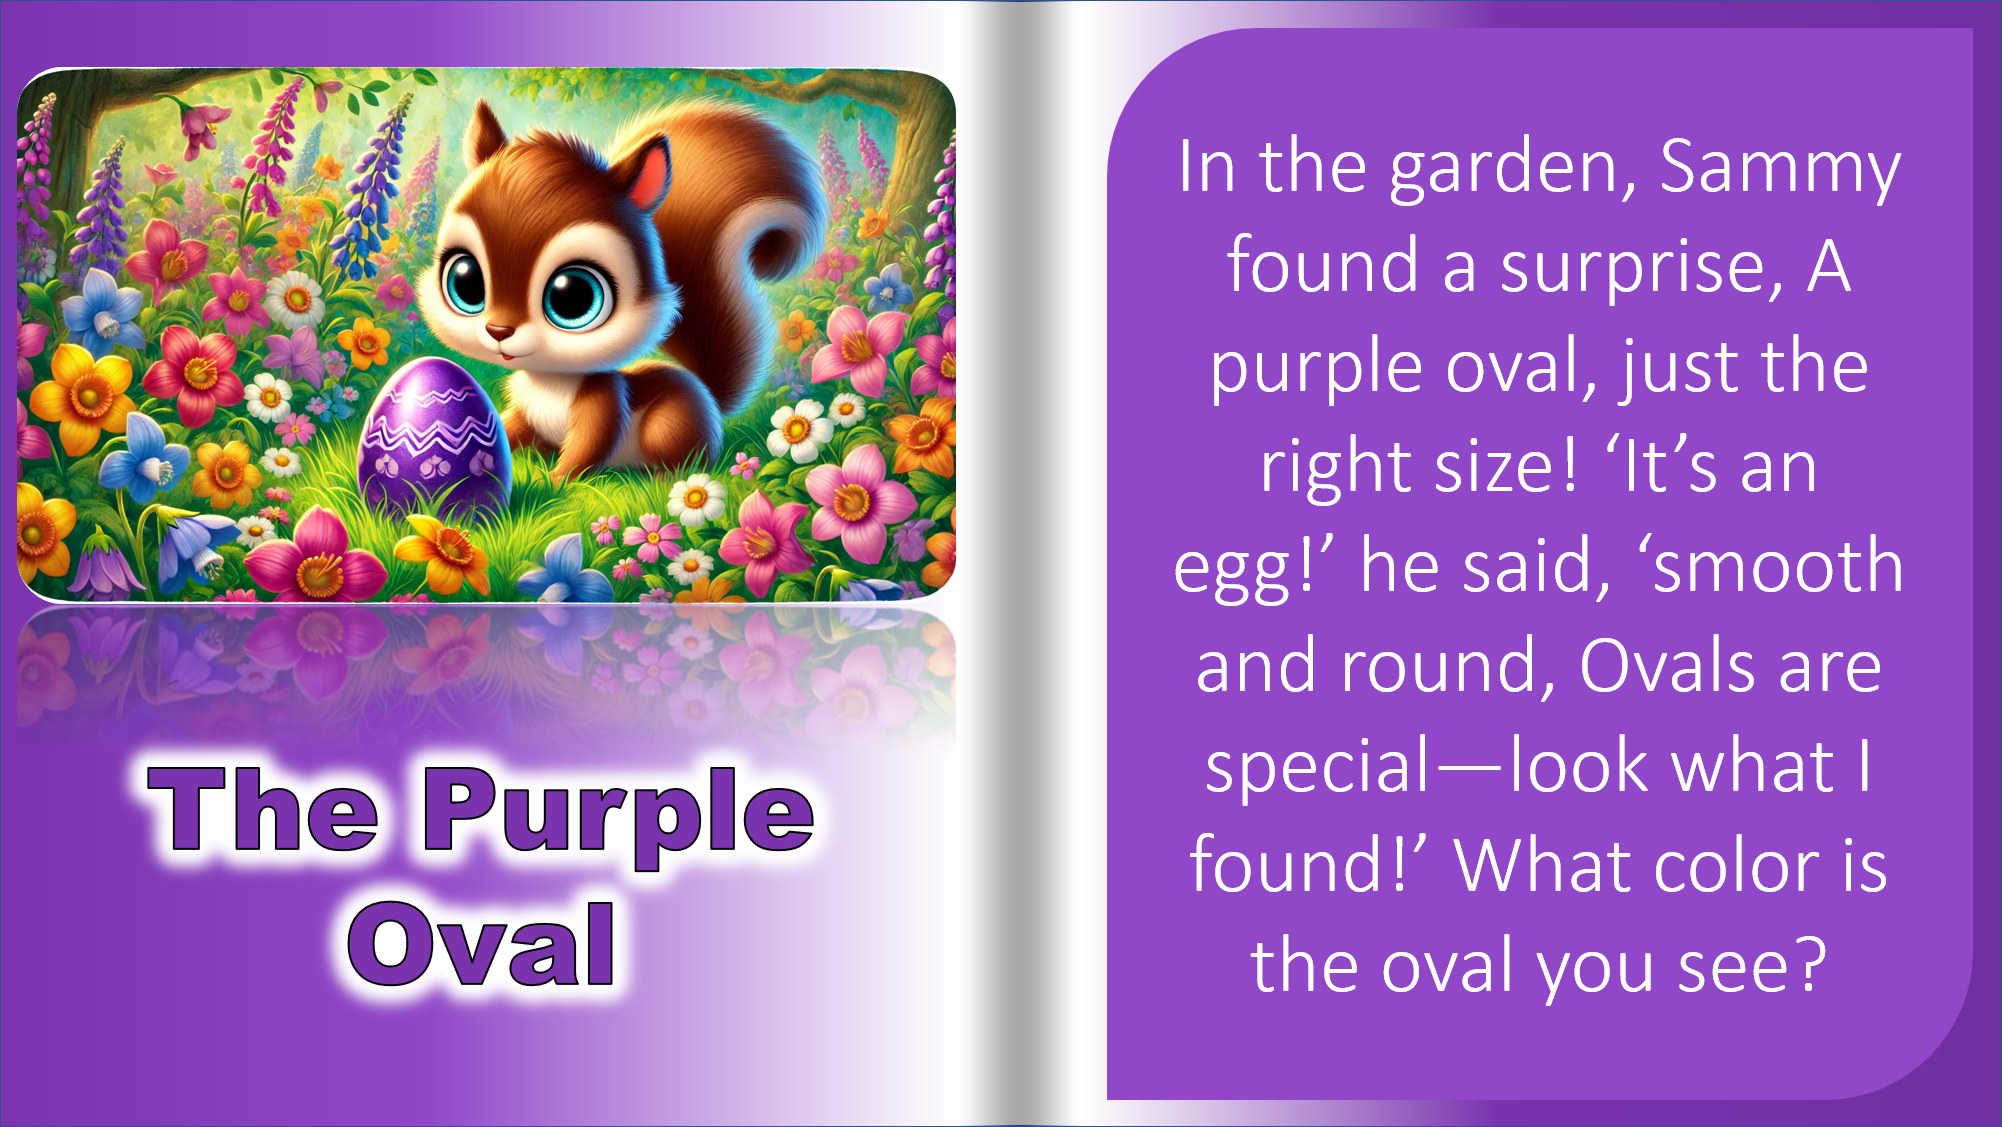 The Purple
Oval
In the garden, Sammy
found a surprise, A
purple oval, just the
right size! ‘It’s an
egg!’ he said, ‘smooth
and round, Ovals are
special—look what I
found!’ What color is
the oval you see?